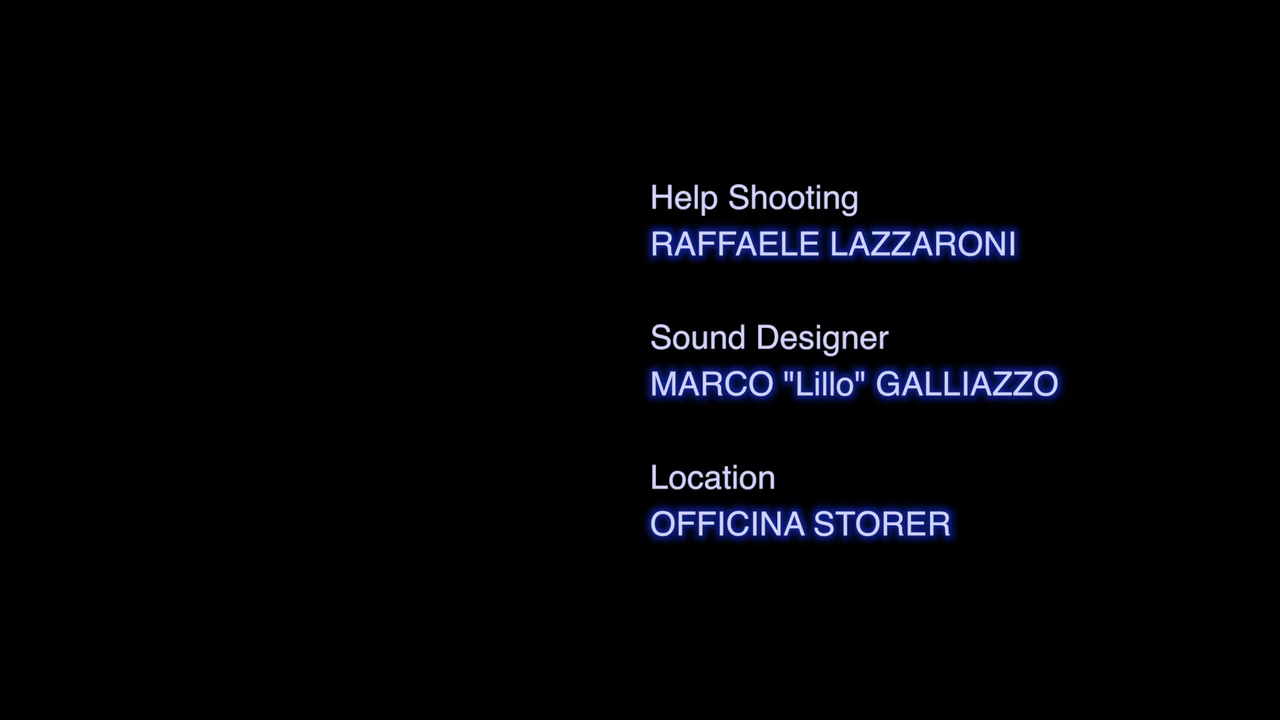 Help Shooting
RAFFAELE LAZZARONI
Sound Designer
MARCO "Lillo" GALLIAZZO
Location
OFFICINA STORER